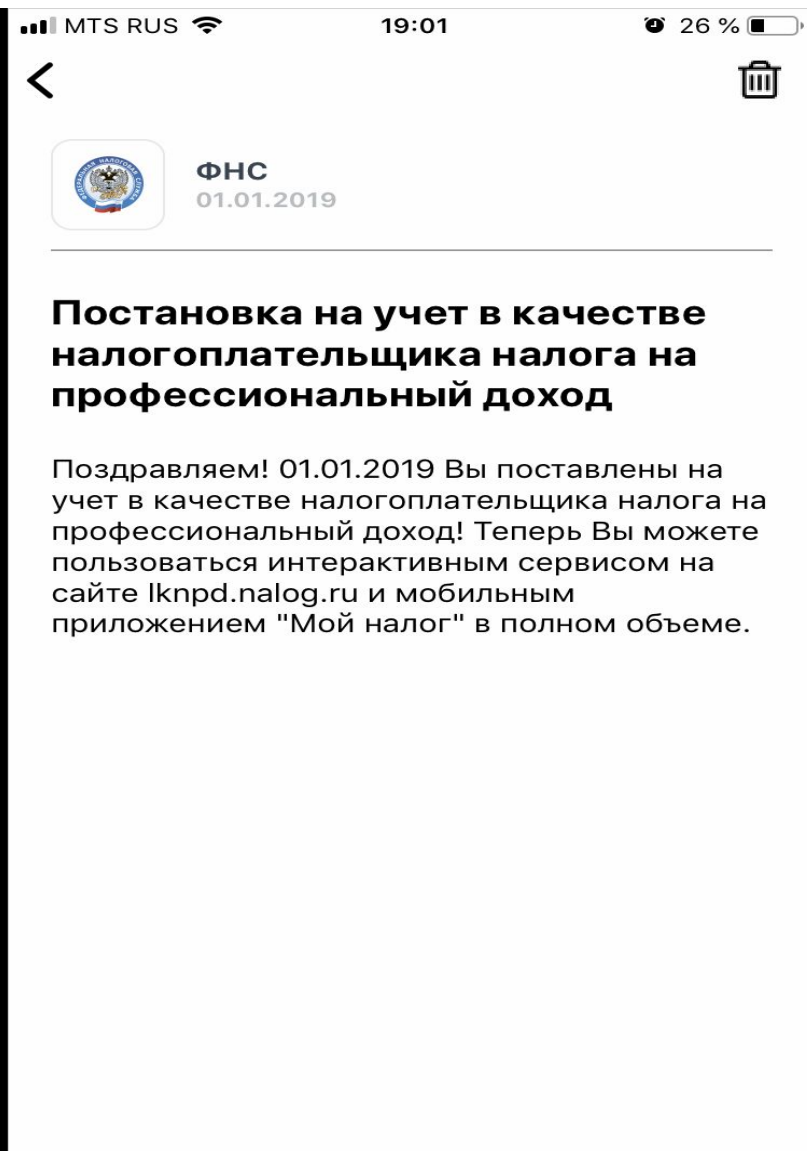 MTS RUS 19:01 26 %
ФНС
01.01.2019
Постановка на учет в качестве
налогоплательщика налога на
профессиональный доход
Поздравляем! 01.01.2019 Вы поставлены на
учет в качестве налогоплательщика налога на
профессиональный доход! Теперь Вы можете
пользоваться интерактивным сервисом на
сайте lknpd.nalog.ru и мобильным
приложением "Мой налог" в полном объеме.